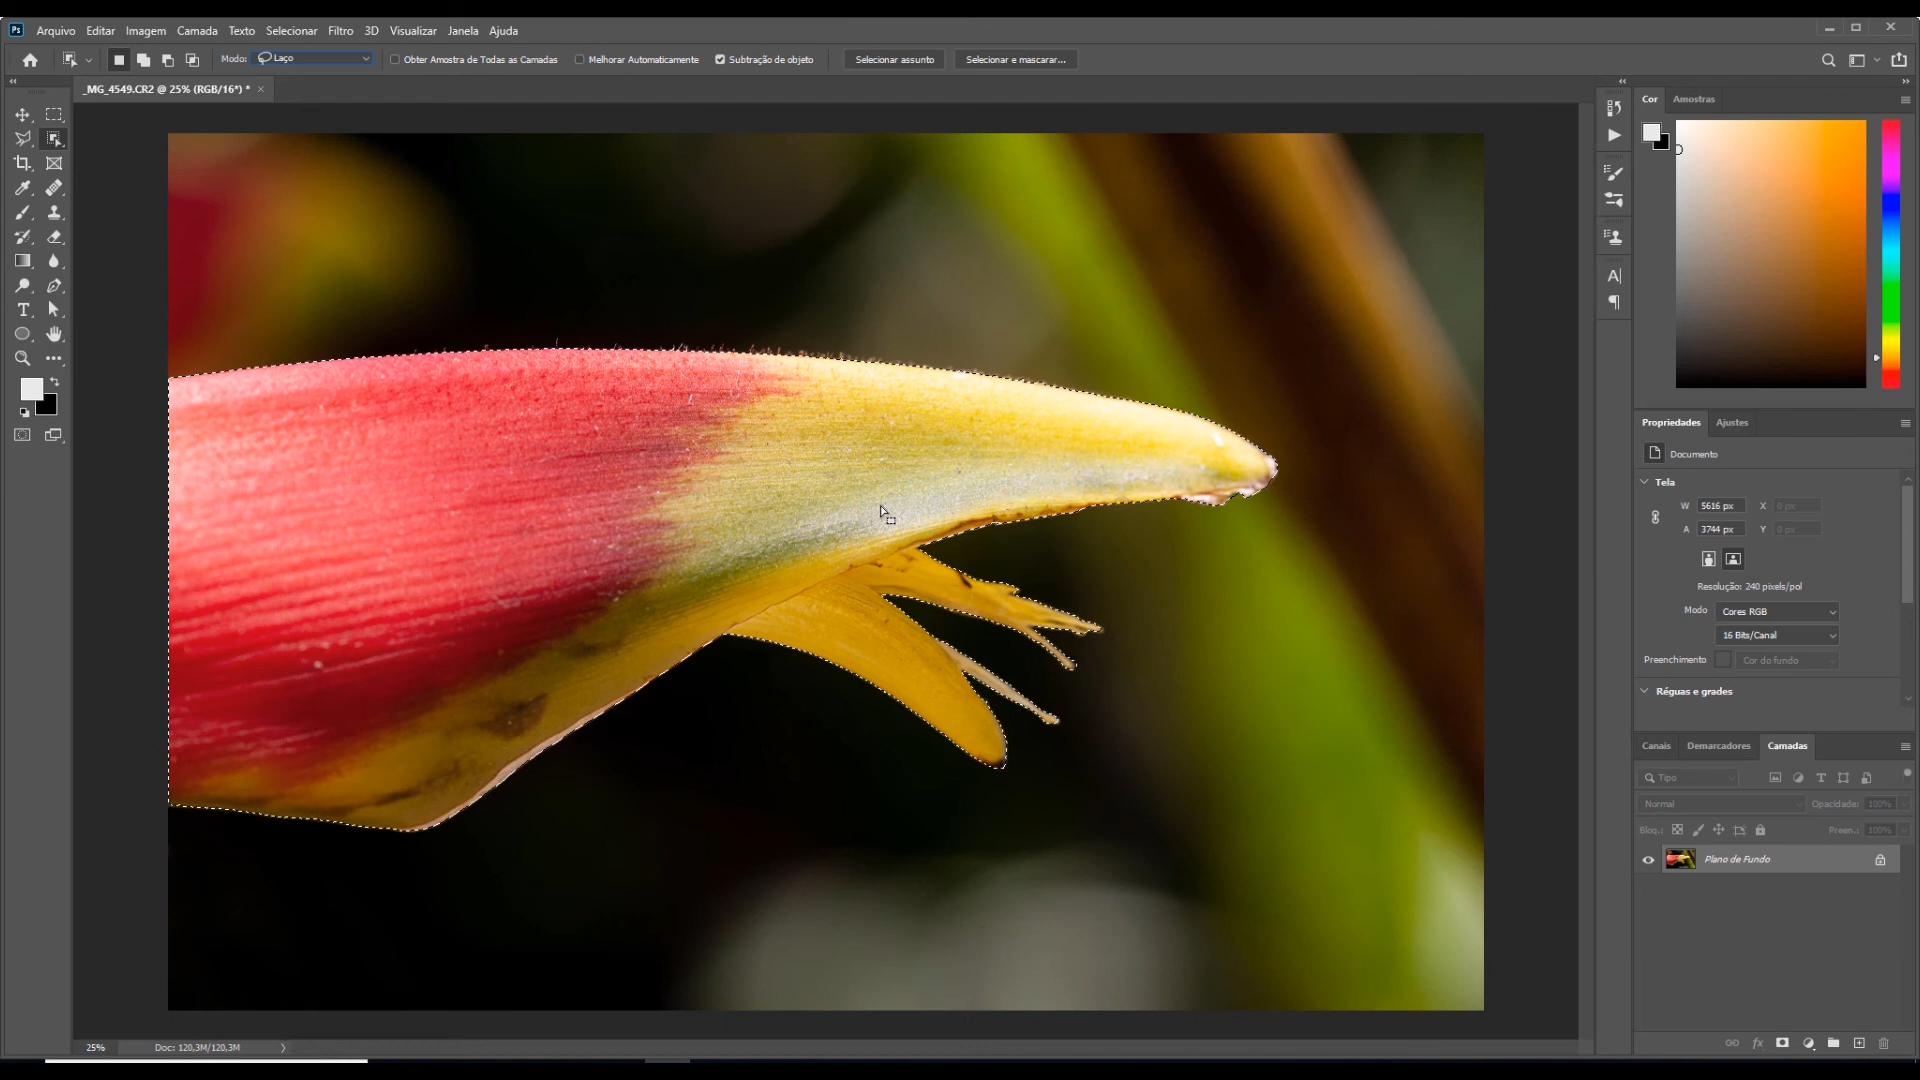 Ps Arquivo Editar Imagem Camada Texto Selecionar Filtro 3D Visualizar Janela Ajuda
Modo: Laço Obter Amostra de Todas as Camadas Melhorar Automaticamente Subtração de objeto Selecionar assunto Selecionar e mascarar...
_MG_4549.CR2 @ 25% (RGB/16*) * ×
Cor Amostras
Propriedades Ajustes
Documento
Tela
W 5616 px X 0 px
A 3744 px Y 0 px
Resolução: 240 pixels/pol
Modo Cores RGB
16 Bits/Canal
Preenchimento Cor do fundo
Réguas e grades
Canais Demarcadores Camadas
Tipo
Normal Opacidade: 100%
Bloq.: Preen.: 100%
Plano de Fundo
fx
25% Doc: 120,3M/120,3M